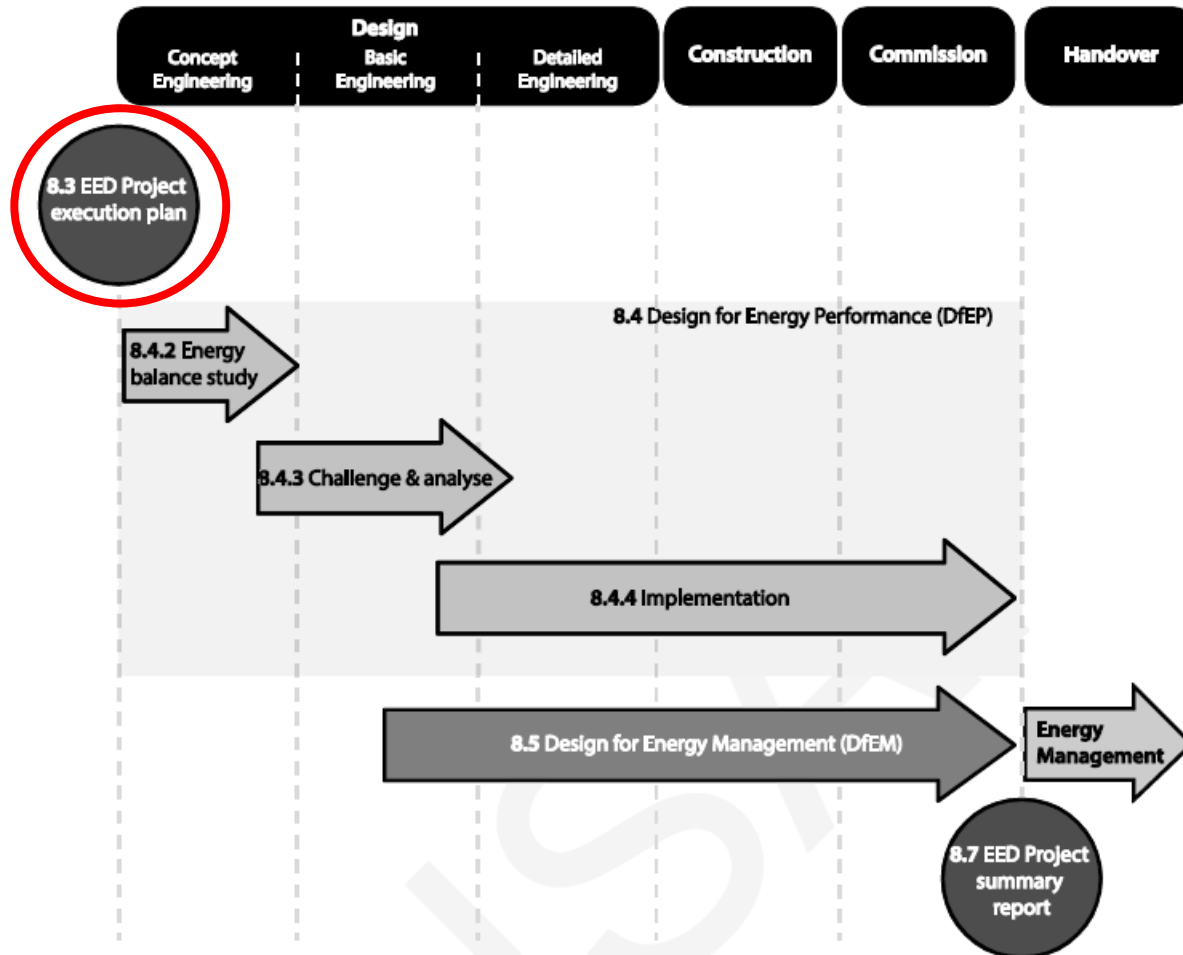 Design
Concept
Engineering
Basic
Engineering
Detailed
Engineering
Construction
Commission
Handover
8.3 EED Project
execution plan
8.4 Design for Energy Performance (DfEP)
8.4.2 Energy
balance study
8.4.3 Challenge & analyse
8.4.4 Implementation
8.5 Design for Energy Management (DfEM)
Energy
Management
8.7 EED Project
summary
report